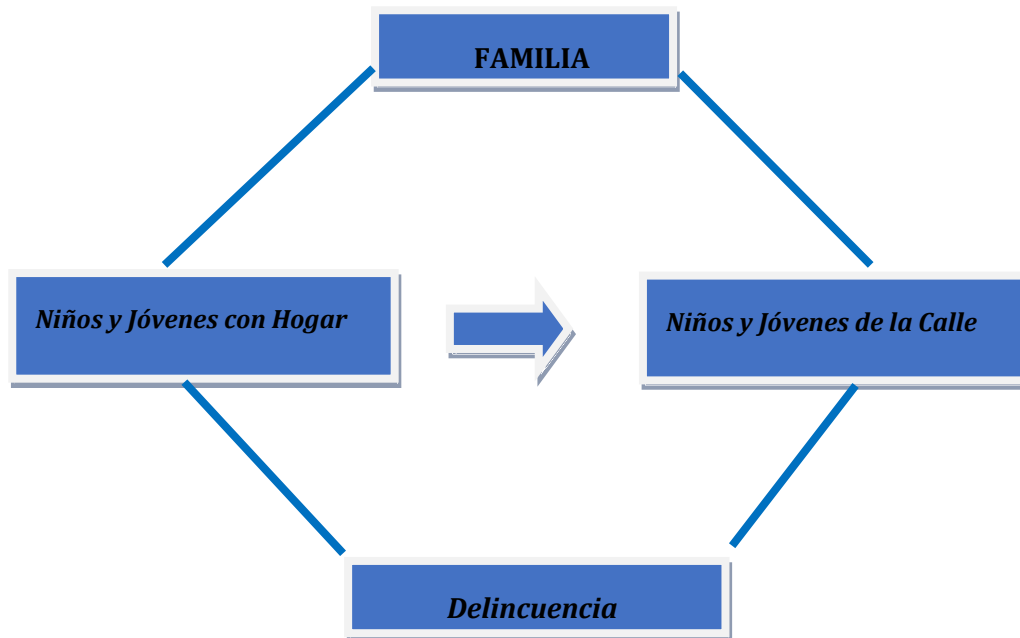 FAMILIA
Niños y Jóvenes con Hogar
Niños y Jóvenes de la Calle
Delincuencia